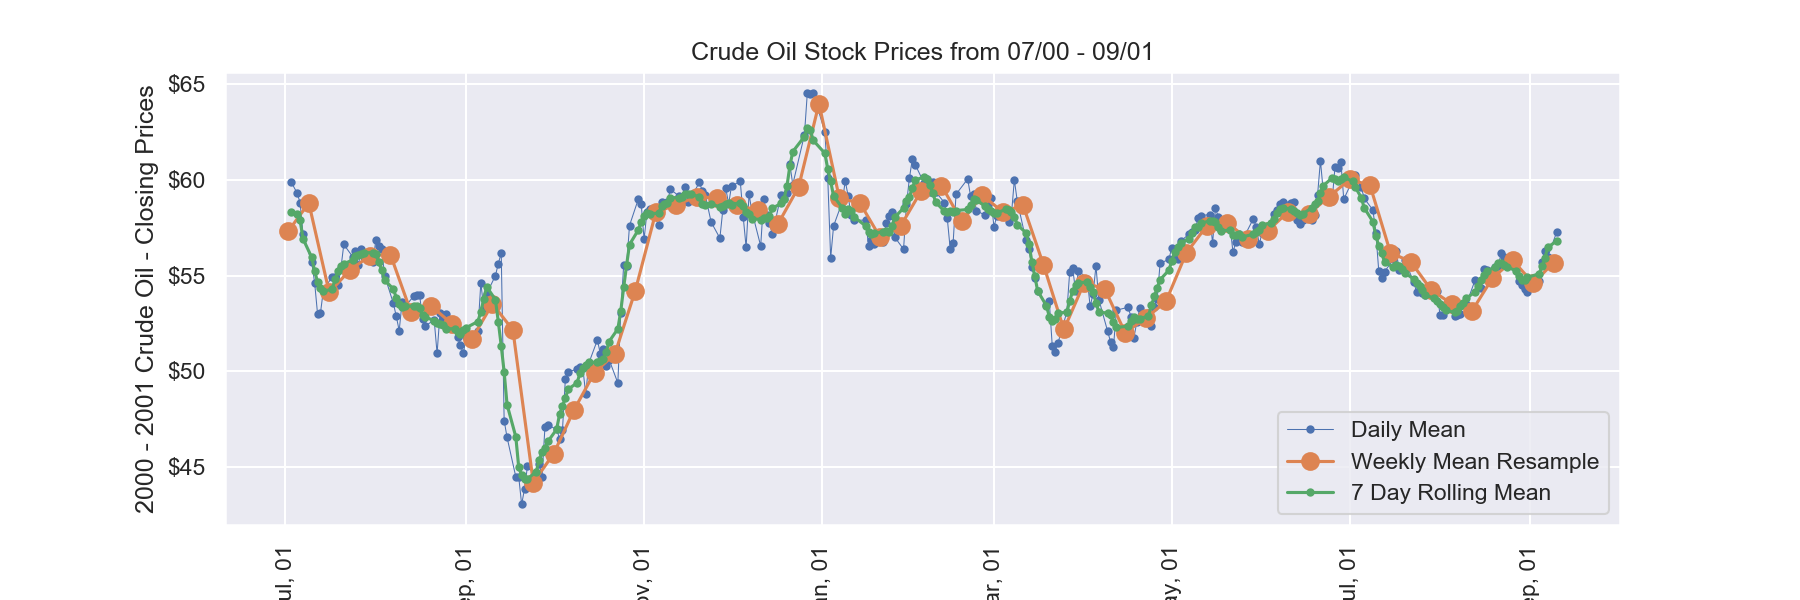 Crude Oil Stock Prices from 07/00 - 09/01
2000 - 2001 Crude Oil - Closing Prices
$65
$60
$55
$50
$45
Daily Mean
Weekly Mean Resample
7 Day Rolling Mean
ul, 01
ep, 01
ov, 01
an, 01
ar, 01
ay, 01
ul, 01
ep, 01